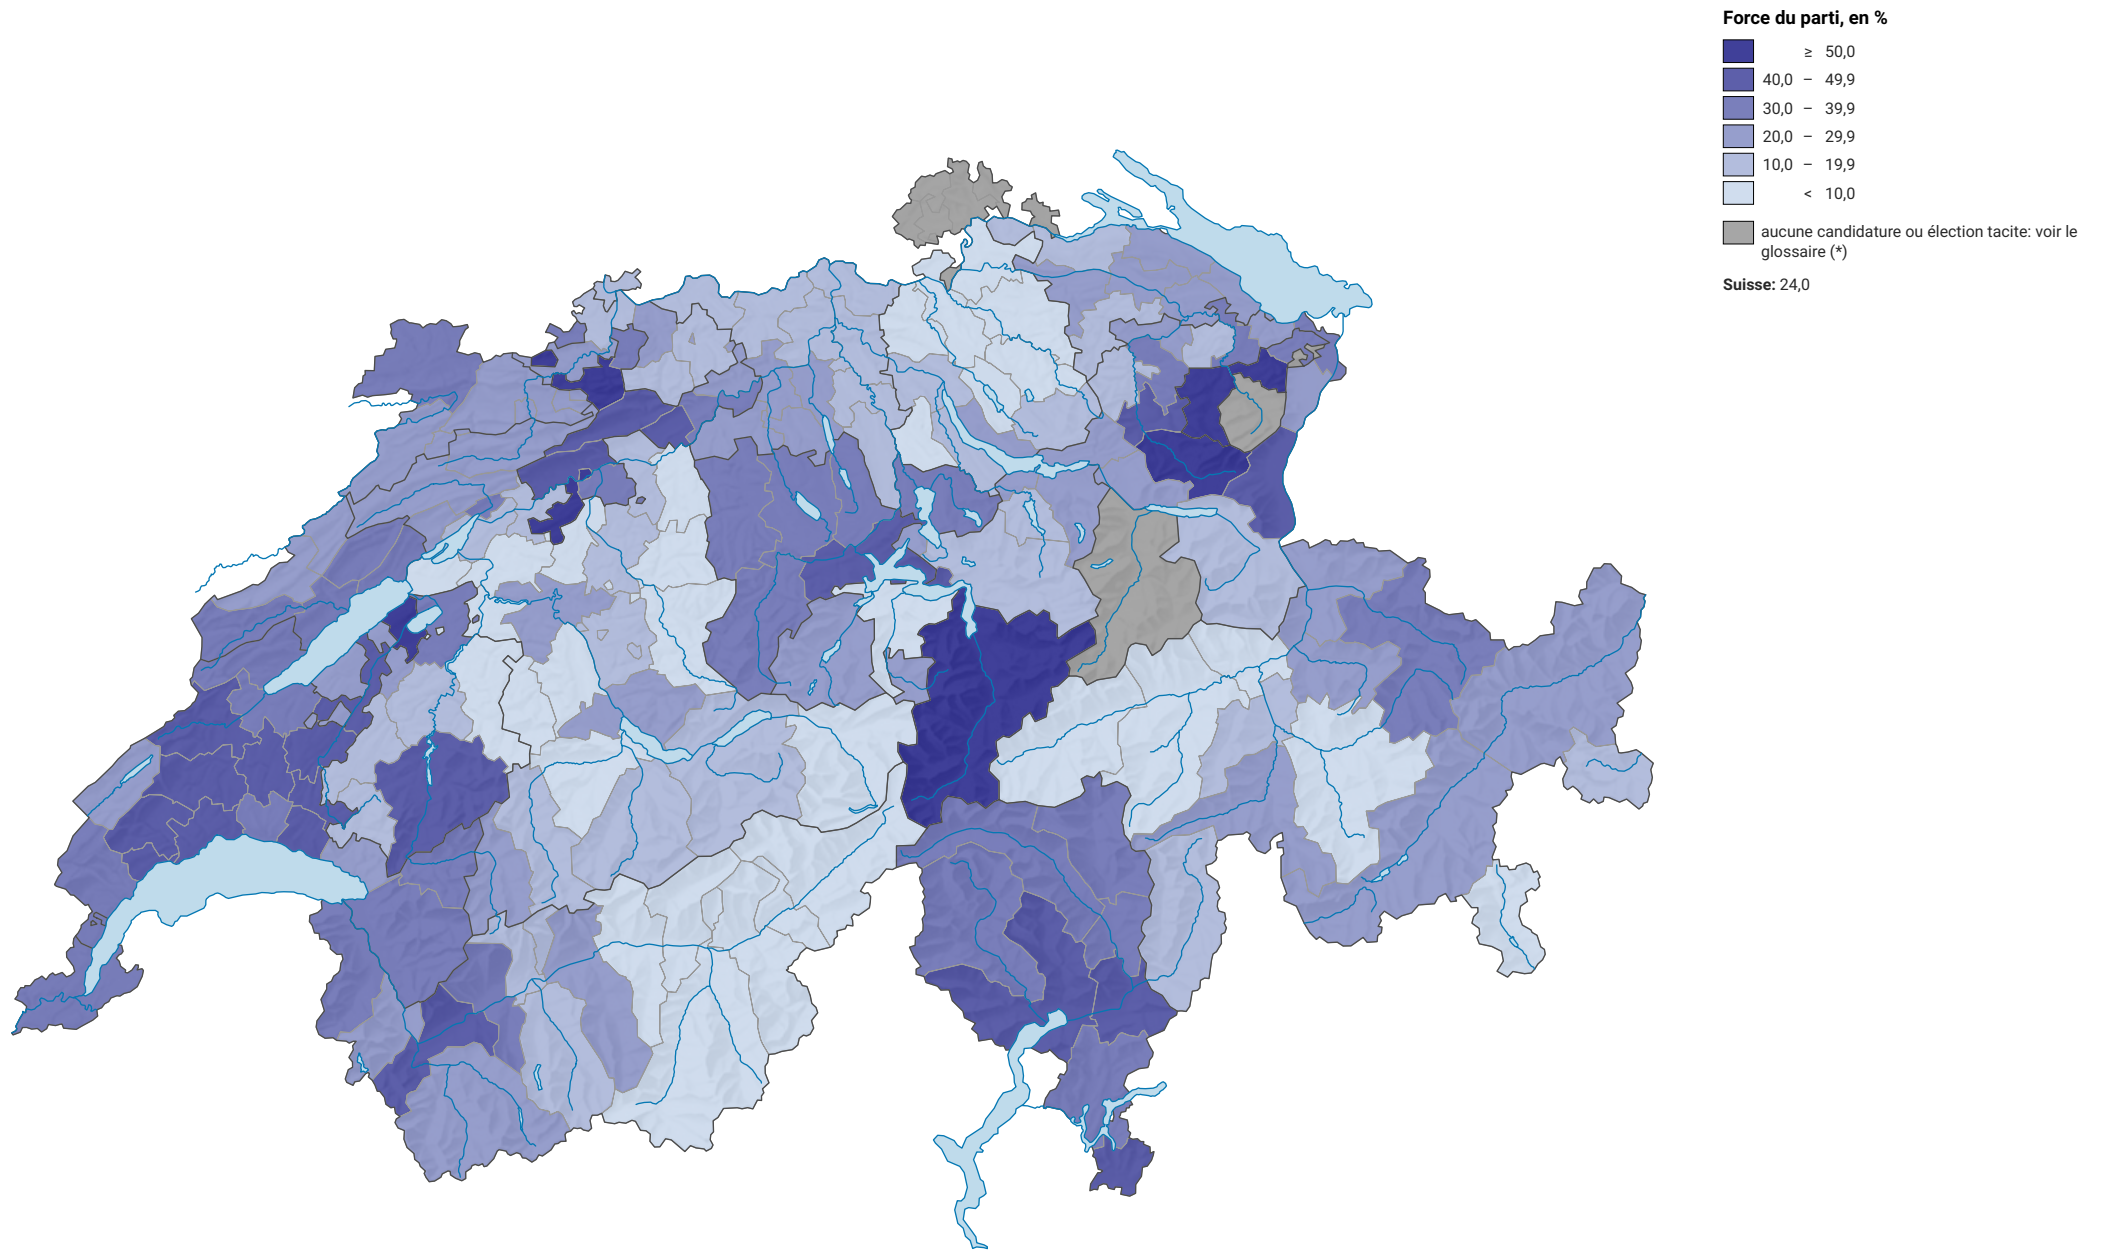 Force du parti, en %
≥ 50,0
40,0 – 49,9
30,0 – 39,9
20,0 – 29,9
10,0 – 19,9
< 10,0
aucune candidature ou élection tacite: voir le
glossaire (*)
Suisse: 24,0